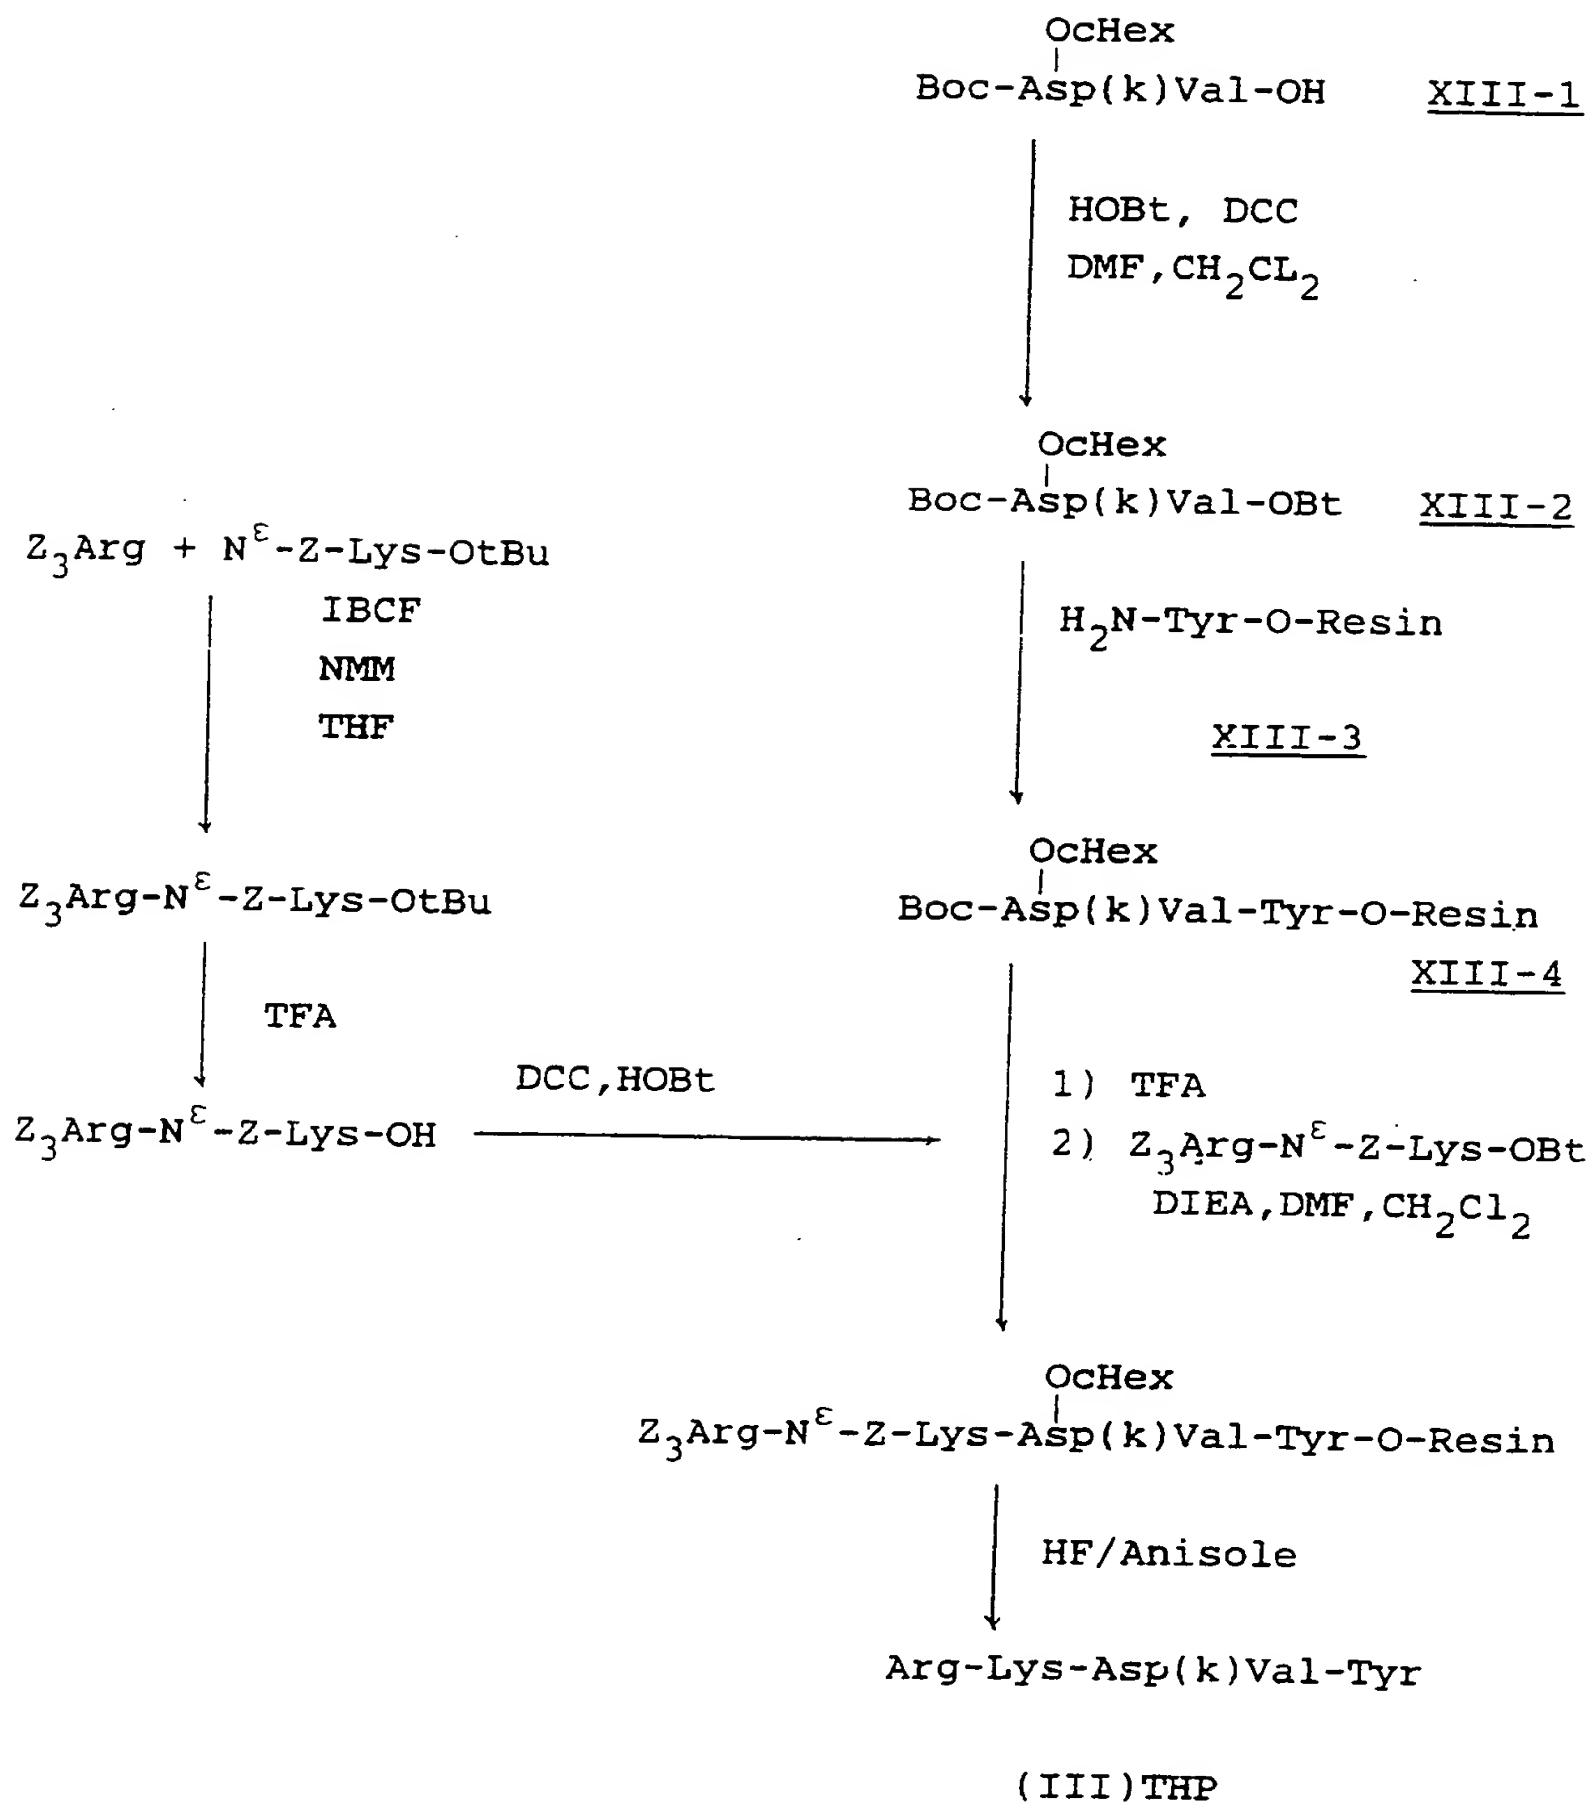 OcHex
Boc-Asp(k)Val-OH XIII-1
HOBt, DCC
DMF,CH2CL2
OcHex
Boc-Asp(k)Val-OBt XIII-2
Z3Arg + Nε-Z-Lys-OtBu
IBCF
NMM
THF
H2N-Tyr-O-Resin
XIII-3
OcHex
Z3Arg-Nε-Z-Lys-OtBu
Boc-Asp(k)Val-Tyr-O-Resin
XIII-4
TFA
DCC,HOBt
Z3Arg-Nε-Z-Lys-OH
1) TFA
2) Z3Arg-Nε-Z-Lys-OBt
DIEA,DMF,CH2Cl2
OcHex
Z3Arg-Nε-Z-Lys-Asp(k)Val-Tyr-O-Resin
HF/Anisole
Arg-Lys-Asp(k)Val-Tyr
(III)THP